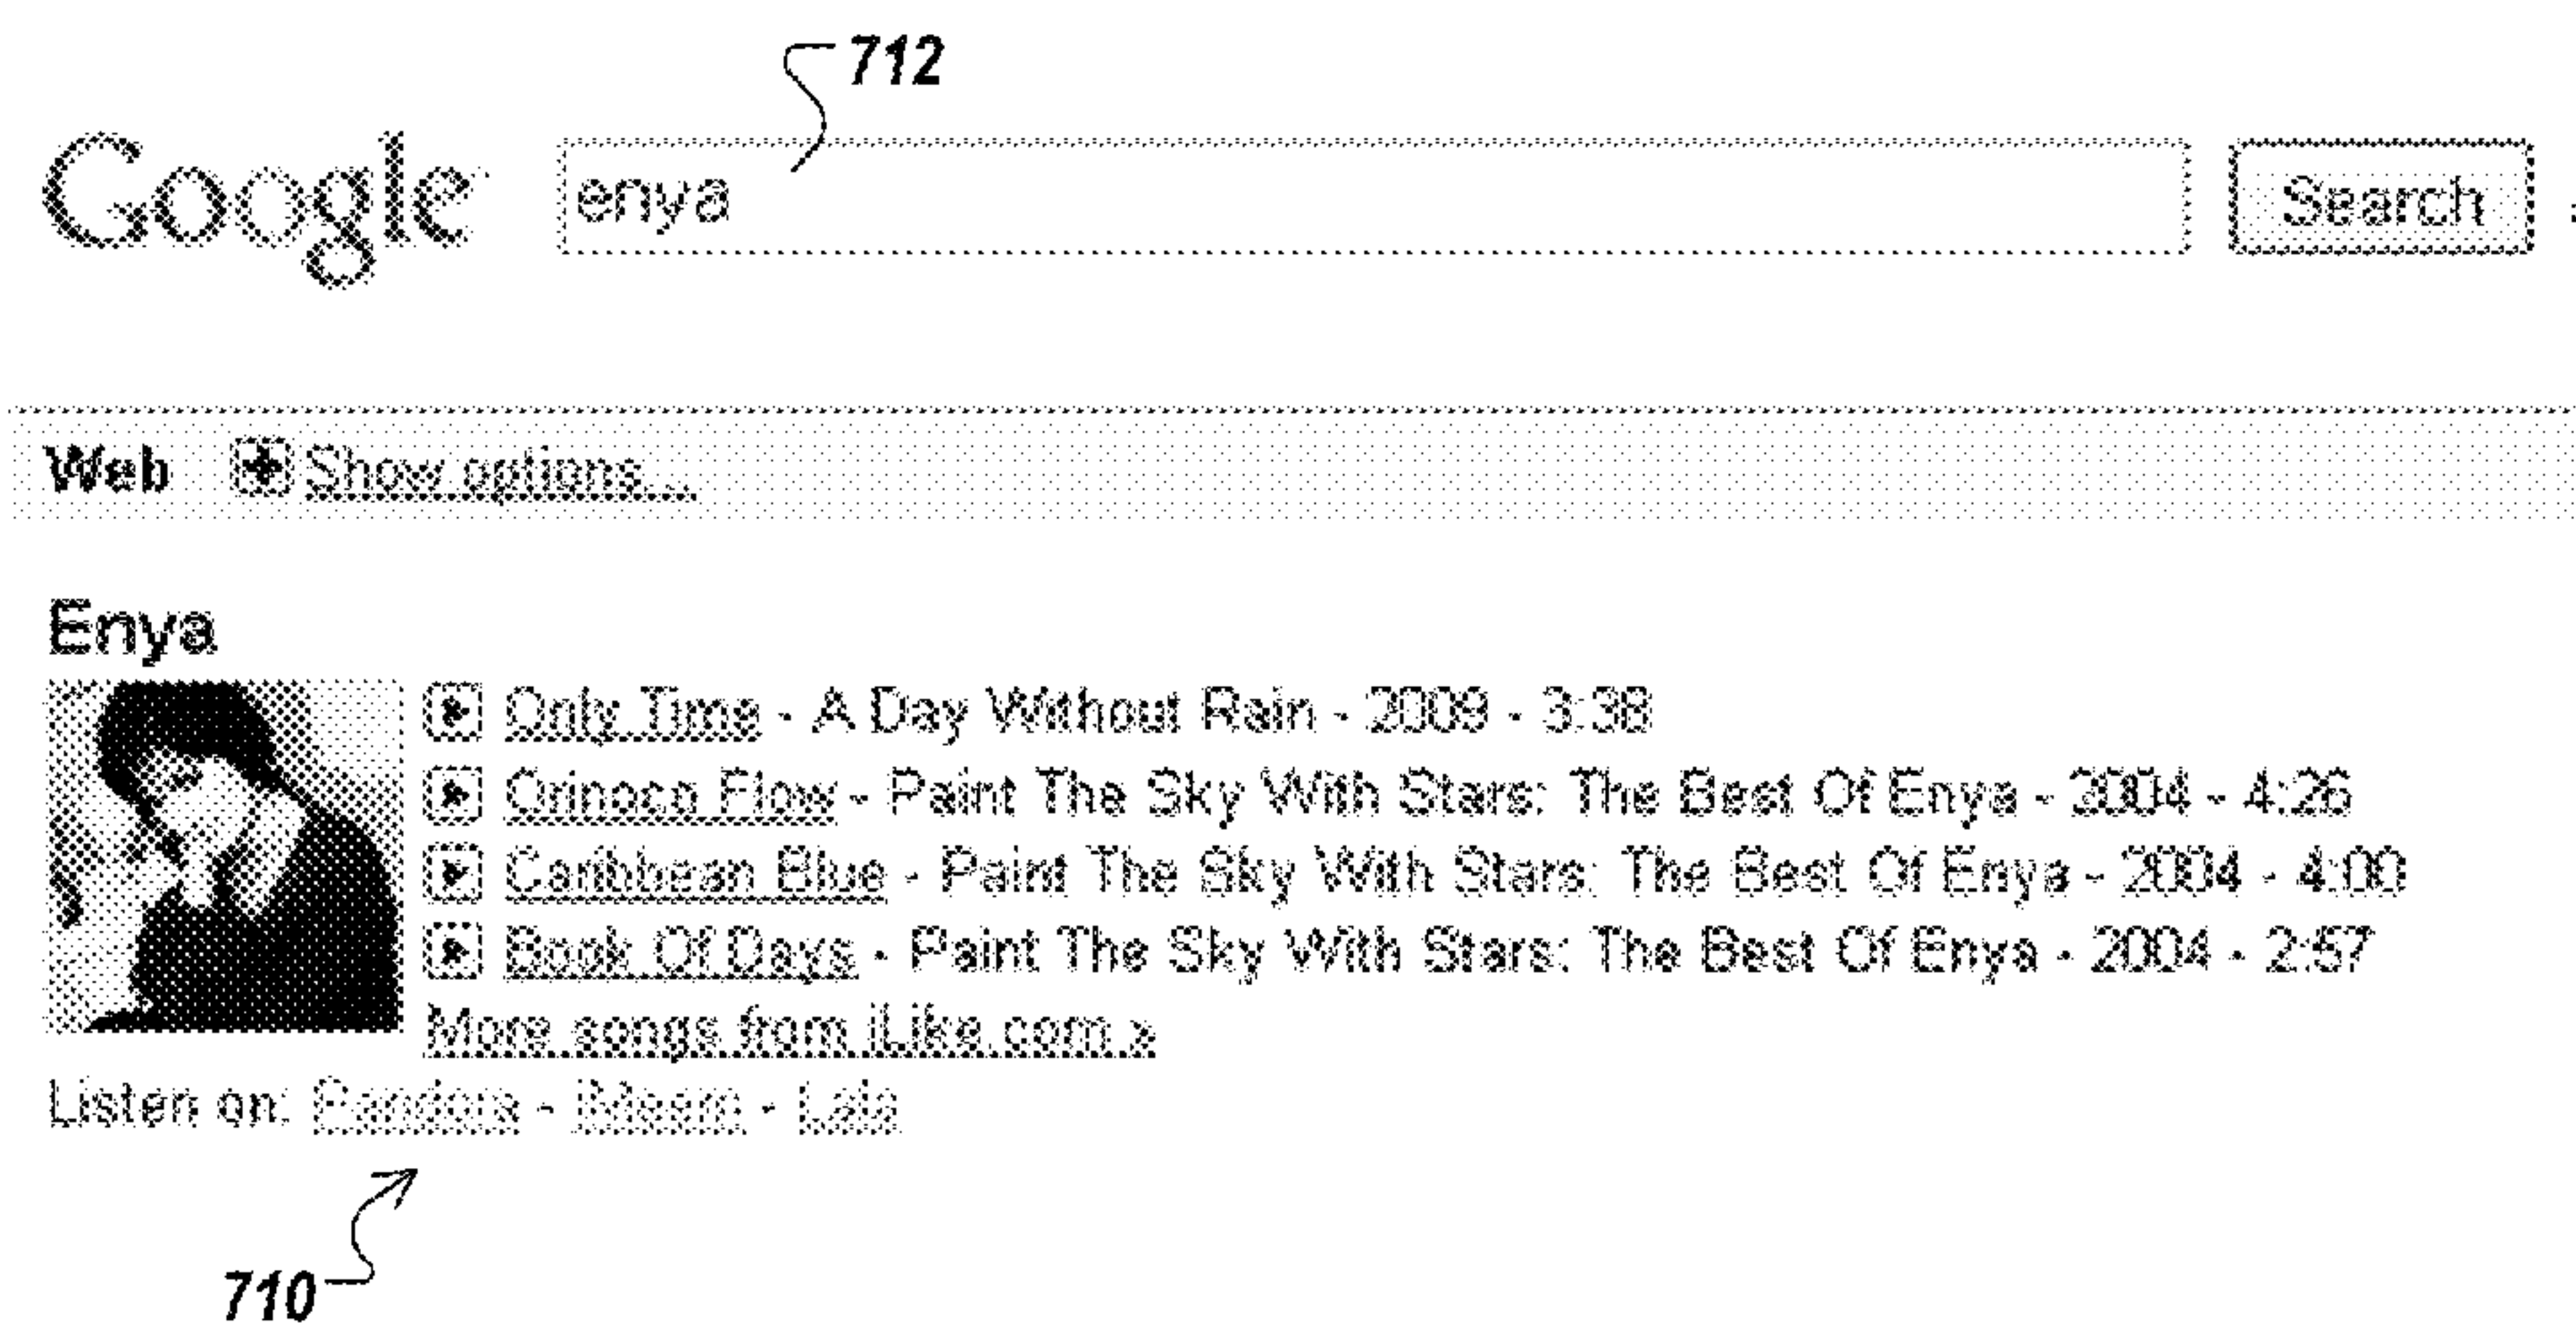 712
Google enya Search
Web Show options...
Enya
Only Time - A Day Without Rain - 2009 - 3:38
Orinoco Flow - Paint The Sky With Stars: The Best Of Enya - 2004 - 4:26
Caribbean Blue - Paint The Sky With Stars: The Best Of Enya - 2004 - 4:00
Book Of Days - Paint The Sky With Stars: The Best Of Enya - 2004 - 2:57
More songs from iLike.com »
Listen on: Pandora - iMeem - Lala
710